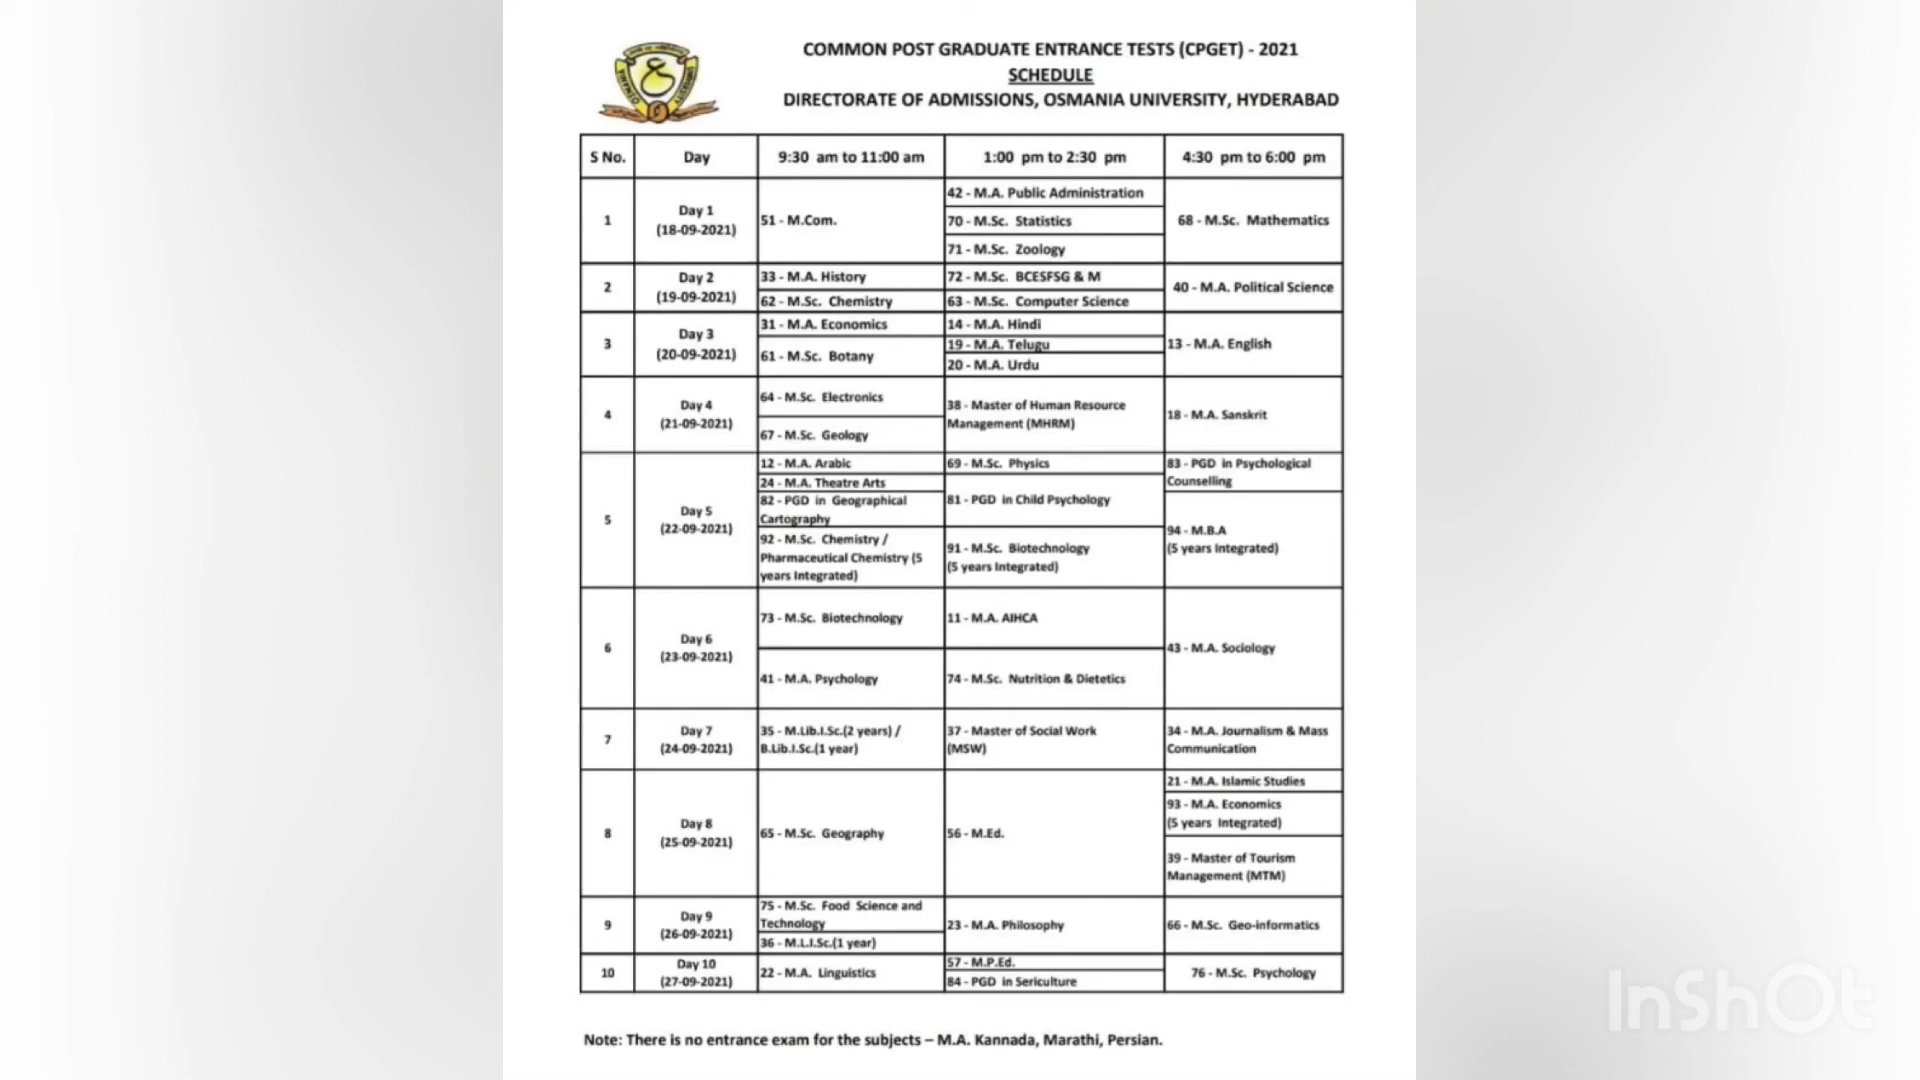 COMMON POST GRADUATE ENTRANCE TESTS (CPGET) - 2021
SCHEDULE
DIRECTORATE OF ADMISSIONS, OSMANIA UNIVERSITY, HYDERABAD
S No.
Day
9:30 am to 11:00 am
1:00 pm to 2:30 pm
4:30 pm to 6:00 pm
1
Day 1
(18-09-2021)
51 - M.Com.
42 - M.A. Public Administration
70 - M.Sc. Statistics
71 - M.Sc. Zoology
68 - M.Sc. Mathematics
2
Day 2
(19-09-2021)
33 - M.A. History
62 - M.Sc. Chemistry
72 - M.Sc. BCESFSG & M
63 - M.Sc. Computer Science
40 - M.A. Political Science
3
Day 3
(20-09-2021)
31 - M.A. Economics
61 - M.Sc. Botany
14 - M.A. Hindi
19 - M.A. Telugu
20 - M.A. Urdu
13 - M.A. English
4
Day 4
(21-09-2021)
64 - M.Sc. Electronics
67 - M.Sc. Geology
38 - Master of Human Resource
Management (MHRM)
18 - M.A. Sanskrit
5
Day 5
(22-09-2021)
12 - M.A. Arabic
24 - M.A. Theatre Arts
82 - PGD in Geographical
Cartography
92 - M.Sc. Chemistry /
Pharmaceutical Chemistry (5
years Integrated)
69 - M.Sc. Physics
81 - PGD in Child Psychology
91 - M.Sc. Biotechnology
(5 years Integrated)
83 - PGD in Psychological
Counselling
94 - M.B.A
(5 years Integrated)
6
Day 6
(23-09-2021)
73 - M.Sc. Biotechnology
41 - M.A. Psychology
11 - M.A. AIHCA
74 - M.Sc. Nutrition & Dietetics
43 - M.A. Sociology
7
Day 7
(24-09-2021)
35 - M.Lib.I.Sc.(2 years) /
B.Lib.I.Sc.(1 year)
37 - Master of Social Work
(MSW)
34 - M.A. Journalism & Mass
Communication
8
Day 8
(25-09-2021)
65 - M.Sc. Geography
56 - M.Ed.
21 - M.A. Islamic Studies
93 - M.A. Economics
(5 years Integrated)
39 - Master of Tourism
Management (MTM)
9
Day 9
(26-09-2021)
75 - M.Sc. Food Science and
Technology
36 - M.L.I.Sc.(1 year)
23 - M.A. Philosophy
66 - M.Sc. Geo-informatics
10
Day 10
(27-09-2021)
22 - M.A. Linguistics
57 - M.P.Ed.
84 - PGD in Sericulture
76 - M.Sc. Psychology
Note: There is no entrance exam for the subjects – M.A. Kannada, Marathi, Persian.
InShOt